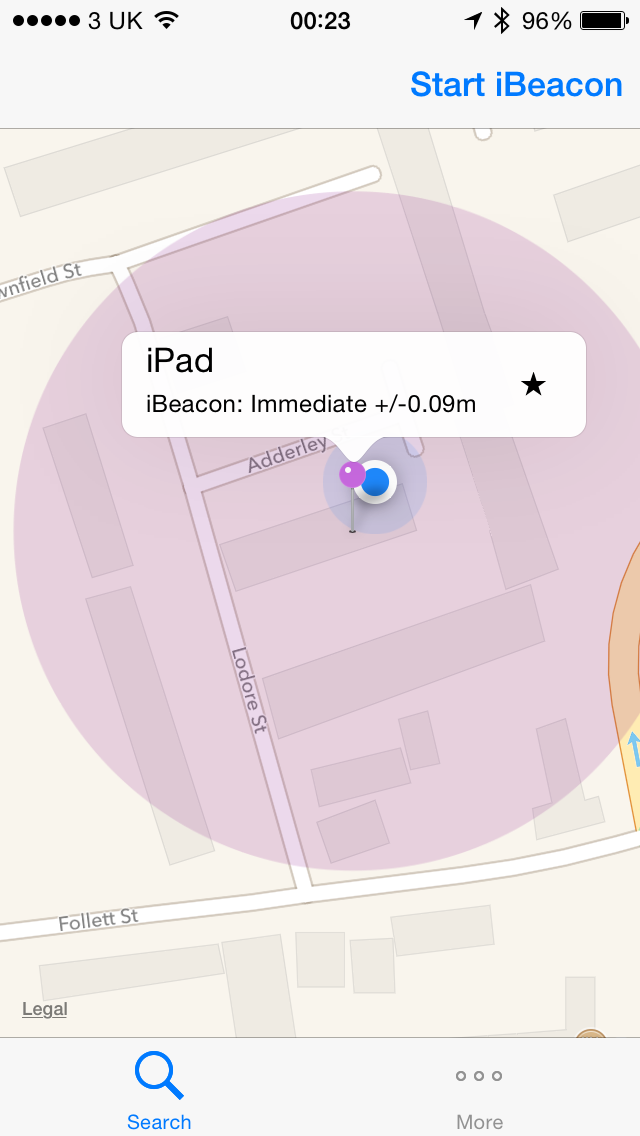 3 UK 00:23 96%
Start iBeacon
wnfield St
iPad
iBeacon: Immediate +/-0.09m
Adderley
Lodore St
Follett St
Legal
Search More